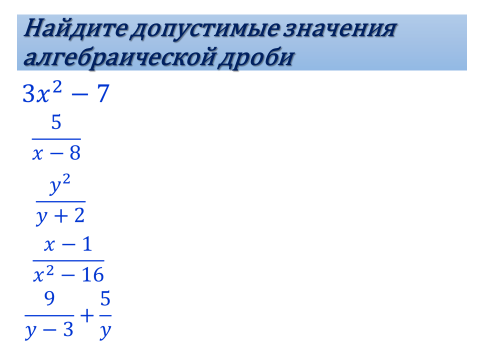 Найдите допустимые значения
алгебраической дроби
3x² − 7
5
x − 8
y²
y + 2
x − 1
x² − 16
9 5
+
y − 3 y